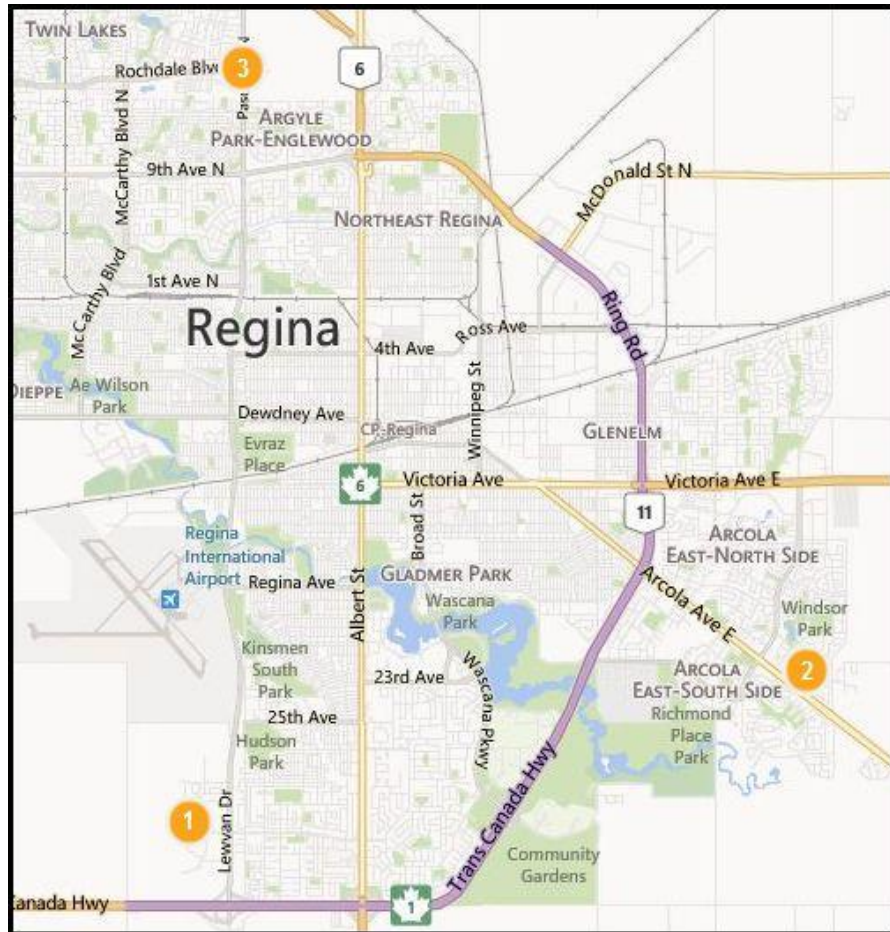 TWIN LAKES
Rochdale Blv
3
Pas
6
ARGYLE
PARK-ENGLEWOOD
McCarthy Blvd N
9th Ave N
McDonald St N
NORTHEAST REGINA
McCarthy Blvd
1st Ave N
Regina
Ring Rd
Ross Ave
4th Ave
DIEPPE
Ae Wilson
Park
Winnipeg St
Dewdney Ave
CP-Regina
GLENELM
Evraz
Place
6
Victoria Ave
Victoria Ave E
11
Broad St
Regina
International
Airport
ARCOLA
EAST-NORTH SIDE
Regina Ave
Albert St
GLADMER PARK
Wascana
Park
Arcola Ave E
Windsor
Park
2
Kinsmen
South
Park
23rd Ave
Wascana Pkwy
ARCOLA
EAST-SOUTH SIDE
Richmond
Place
Park
25th Ave
Hudson
Park
1
Lewvan Dr
Trans Canada Hwy
Community
Gardens
Canada Hwy
1